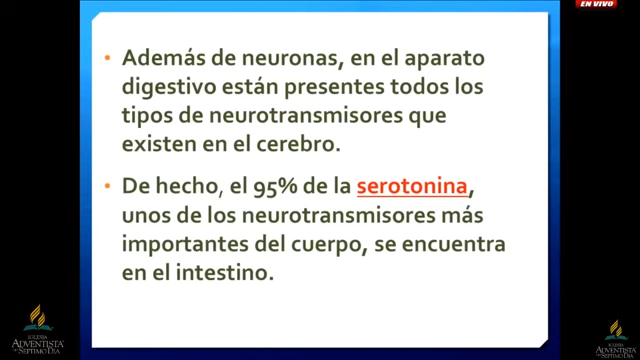 EN VIVO
• Además de neuronas, en el aparato
digestivo están presentes todos los
tipos de neurotransmisores que
existen en el cerebro.
• De hecho, el 95% de la serotonina,
unos de los neurotransmisores más
importantes del cuerpo, se encuentra
en el intestino.
IGLESIA
ADVENTISTA
DEL SÉPTIMO DÍA
IGLESIA
ADVENTISTA
DEL SÉPTIMO DÍA